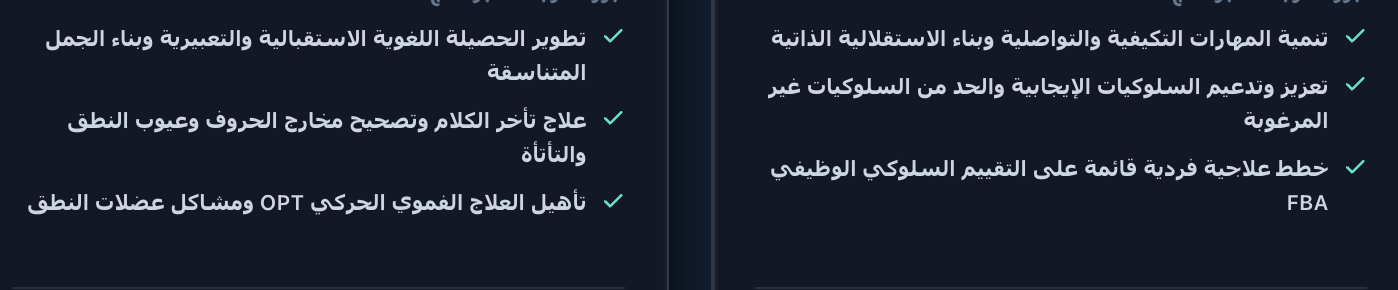 تنمية المهارات التكيفية والتواصلية وبناء الاستقلالية الذاتية
تعزيز وتدعيم السلوكيات الإيجابية والحد من السلوكيات غير
المرغوبة
خطط علاجية فردية قائمة على التقييم السلوكي الوظيفي
FBA
تطوير الحصيلة اللغوية الاستقبالية والتعبيرية وبناء الجمل
المتناسقة
علاج تأخر الكلام وتصحيح مخارج الحروف وعيوب النطق
والتأتأة
تأهيل العلاج الفموي الحركي OPT ومشاكل عضلات النطق